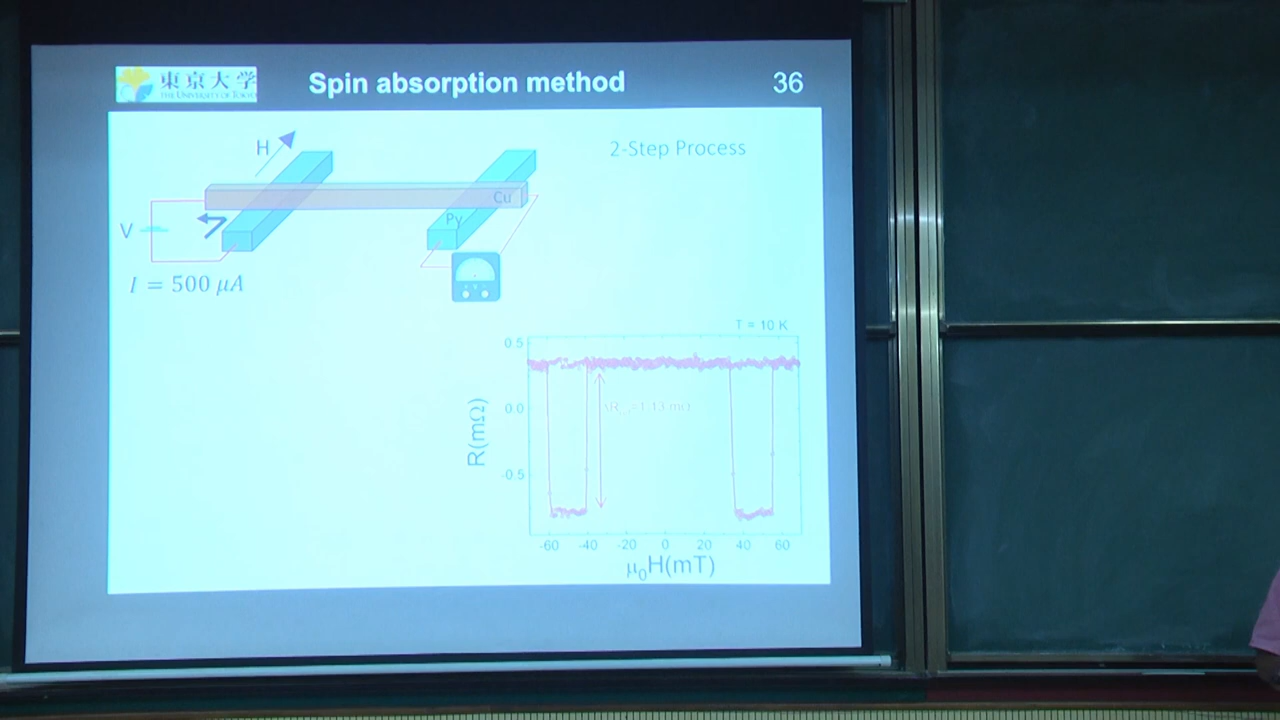 東京大学
THE UNIVERSITY OF TOKYO
Spin absorption method
36
2-Step Process
H
Cu
Py
V
I = 500 μA
T = 10 K
0.5
0.0
-0.5
R(mΩ)
-60 -40 -20 0 20 40 60
μ₀H(mT)